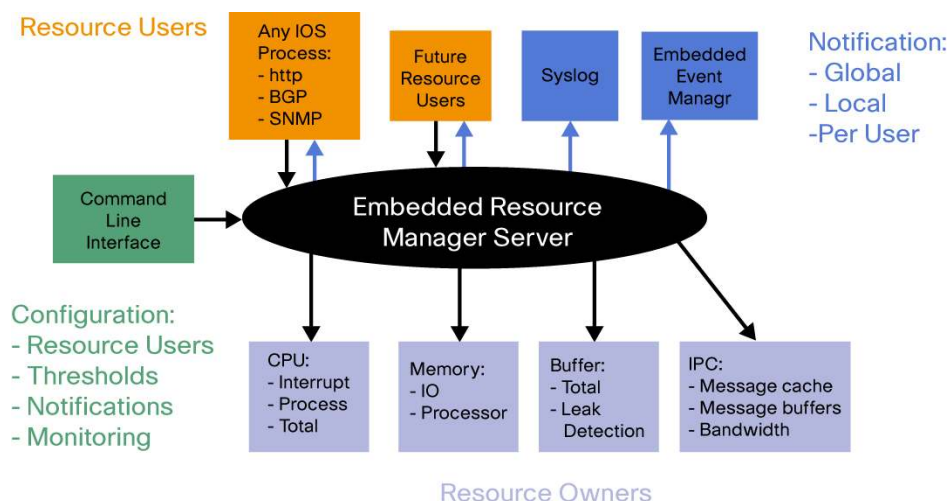 Resource Users
Any IOS
Process:
- http
- BGP
- SNMP
Future
Resource
Users
Syslog
Embedded
Event
Managr
Notification:
- Global
- Local
-Per User
Command
Line
Interface
Embedded Resource
Manager Server
Configuration:
- Resource Users
- Thresholds
- Notifications
- Monitoring
CPU:
- Interrupt
- Process
- Total
Memory:
- IO
- Processor
Buffer:
- Total
- Leak
Detection
IPC:
- Message cache
- Message buffers
- Bandwidth
Resource Owners